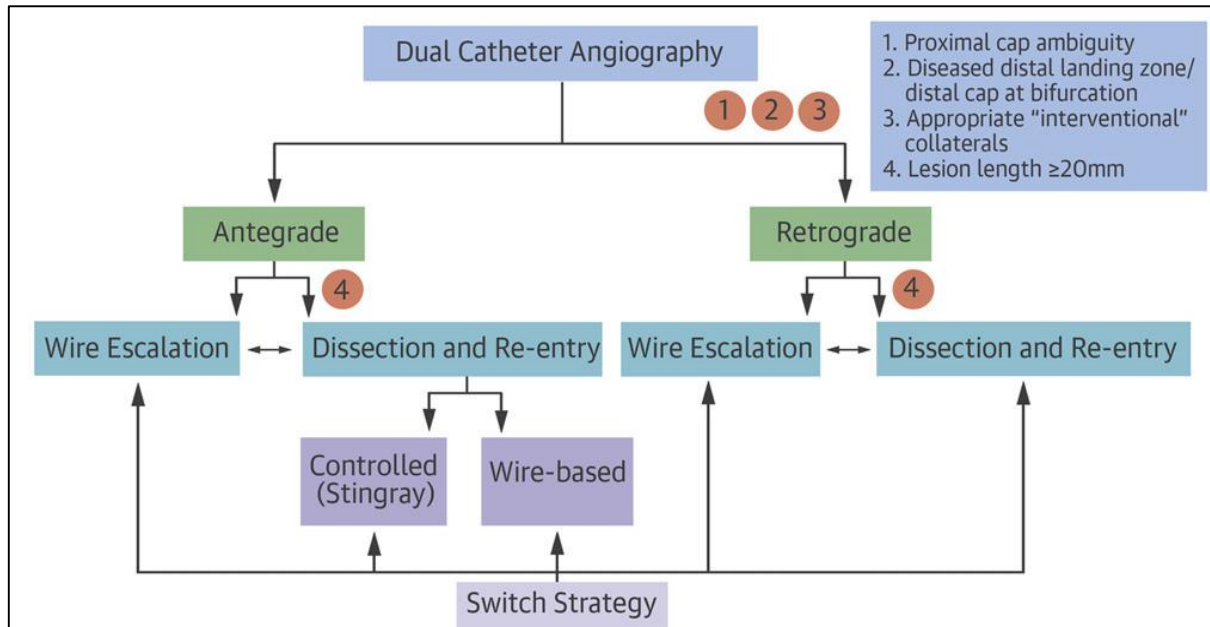 Dual Catheter Angiography
1. Proximal cap ambiguity
2. Diseased distal landing zone/
distal cap at bifurcation
3. Appropriate “interventional”
collaterals
4. Lesion length ≥20mm
1 2 3
Antegrade
Retrograde
4
4
Wire Escalation
Dissection and Re-entry
Wire Escalation
Dissection and Re-entry
Controlled
(Stingray)
Wire-based
Switch Strategy